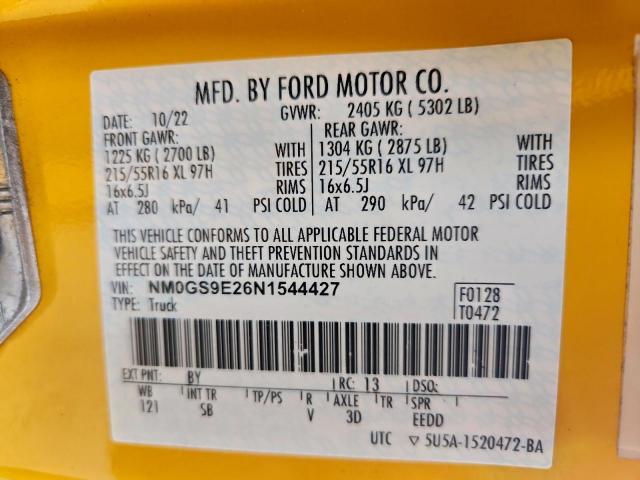 MFD. BY FORD MOTOR CO.
DATE: 10/22 GVWR: 2405 KG ( 5302 LB)
FRONT GAWR: REAR GAWR:
1225 KG ( 2700 LB) WITH 1304 KG ( 2875 LB) WITH
215/55R16 XL 97H TIRES 215/55R16 XL 97H TIRES
16x6.5J RIMS 16x6.5J RIMS
AT 280 kPa/ 41 PSI COLD AT 290 kPa/ 42 PSI COLD
THIS VEHICLE CONFORMS TO ALL APPLICABLE FEDERAL MOTOR
VEHICLE SAFETY AND THEFT PREVENTION STANDARDS IN
EFFECT ON THE DATE OF MANUFACTURE SHOWN ABOVE.
VIN: NM0GS9E26N1544427 F0128
TYPE: Truck T0472
EXT PNT: BY RC: 13 DSO:
WB INT TR TP/PS R AXLE TR SPR
121 SB V 3D EEDD
UTC ▽ 5U5A-1520472-BA